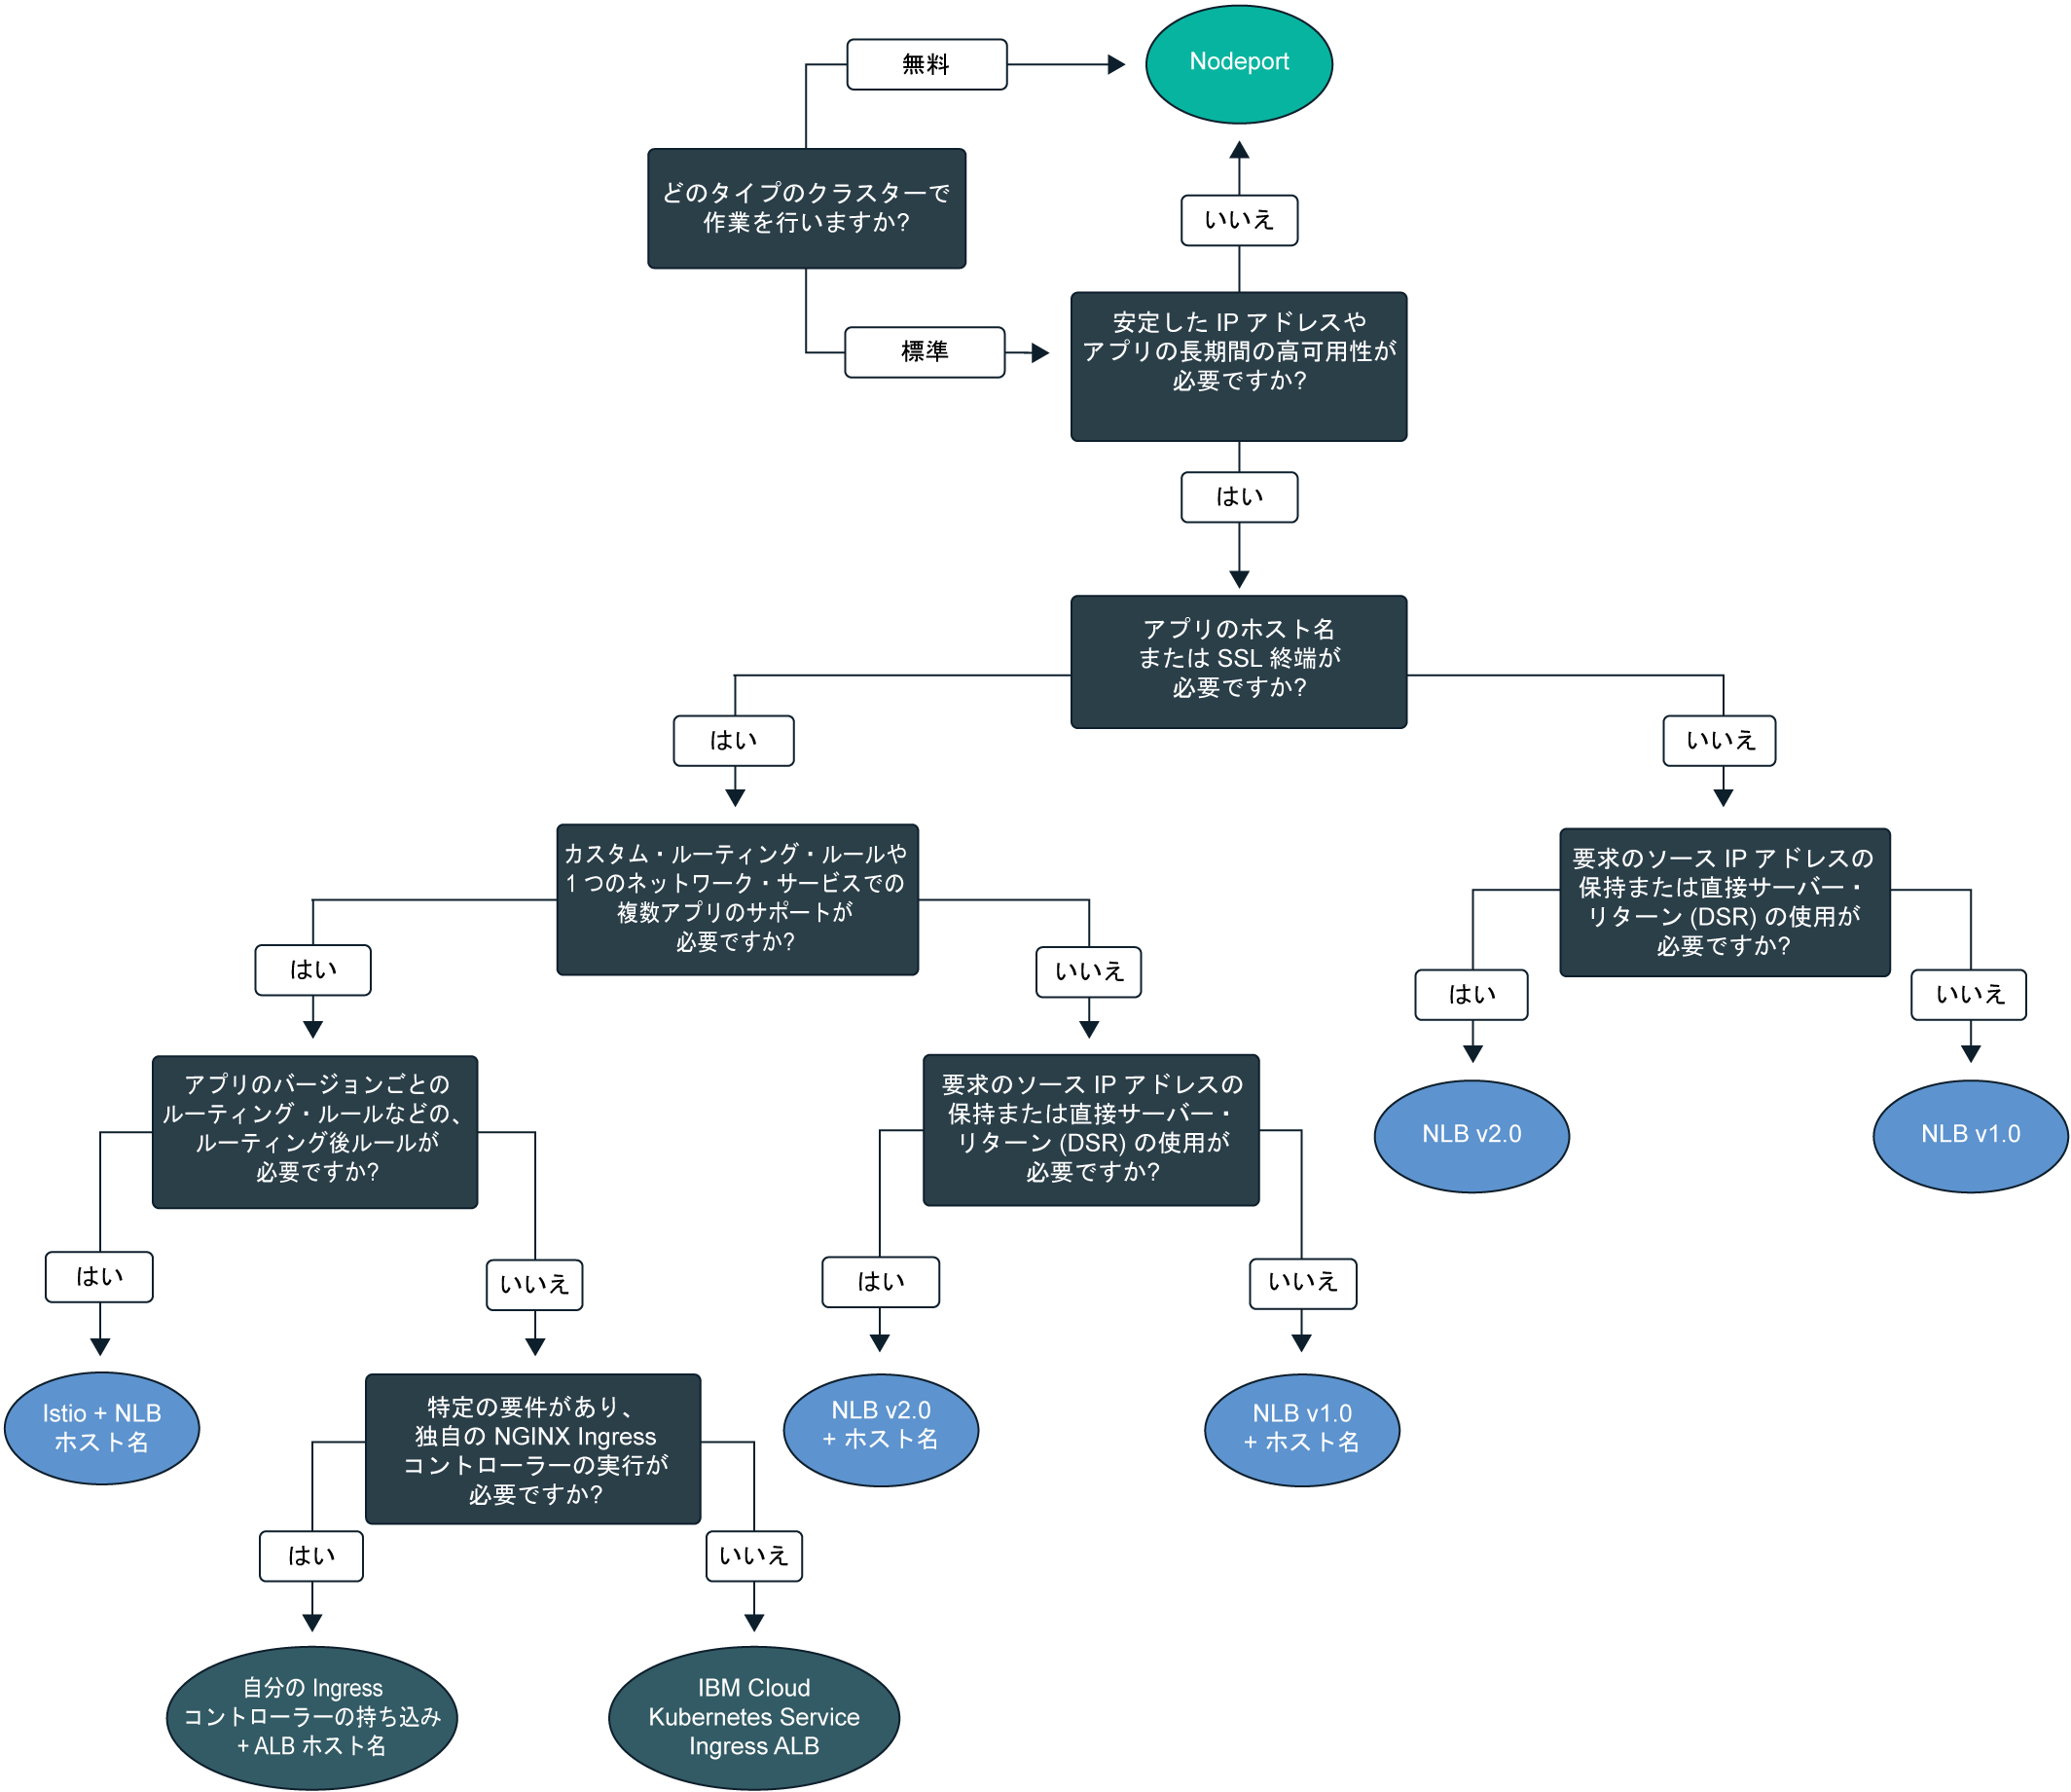 無料
Nodeport
どのタイプのクラスターで
作業を行いますか?
いいえ
標準
安定した IP アドレスや
アプリの長期間の高可用性が
必要ですか?
はい
アプリのホスト名
または SSL 終端が
必要ですか?
はい
いいえ
カスタム・ルーティング・ルールや
1 つのネットワーク・サービスでの
複数アプリのサポートが
必要ですか?
要求のソース IP アドレスの
保持または直接サーバー・
リターン (DSR) の使用が
必要ですか?
はい
いいえ
はい
いいえ
アプリのバージョンごとの
ルーティング・ルールなどの、
ルーティング後ルールが
必要ですか?
要求のソース IP アドレスの
保持または直接サーバー・
リターン (DSR) の使用が
必要ですか?
NLB v2.0
NLB v1.0
はい
いいえ
はい
いいえ
Istio + NLB
ホスト名
特定の要件があり、
独自の NGINX Ingress
コントローラーの実行が
必要ですか?
NLB v2.0
+ ホスト名
NLB v1.0
+ ホスト名
はい
いいえ
自分の Ingress
コントローラーの持ち込み
+ ALB ホスト名
IBM Cloud
Kubernetes Service
Ingress ALB